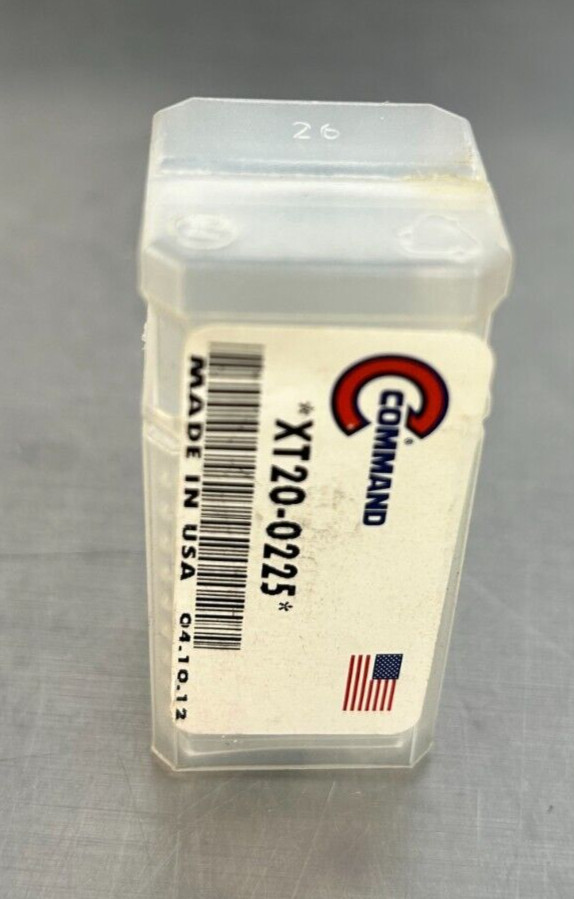 26
COMMAND®
*XT20-0225*
MADE IN USA 04.10.12